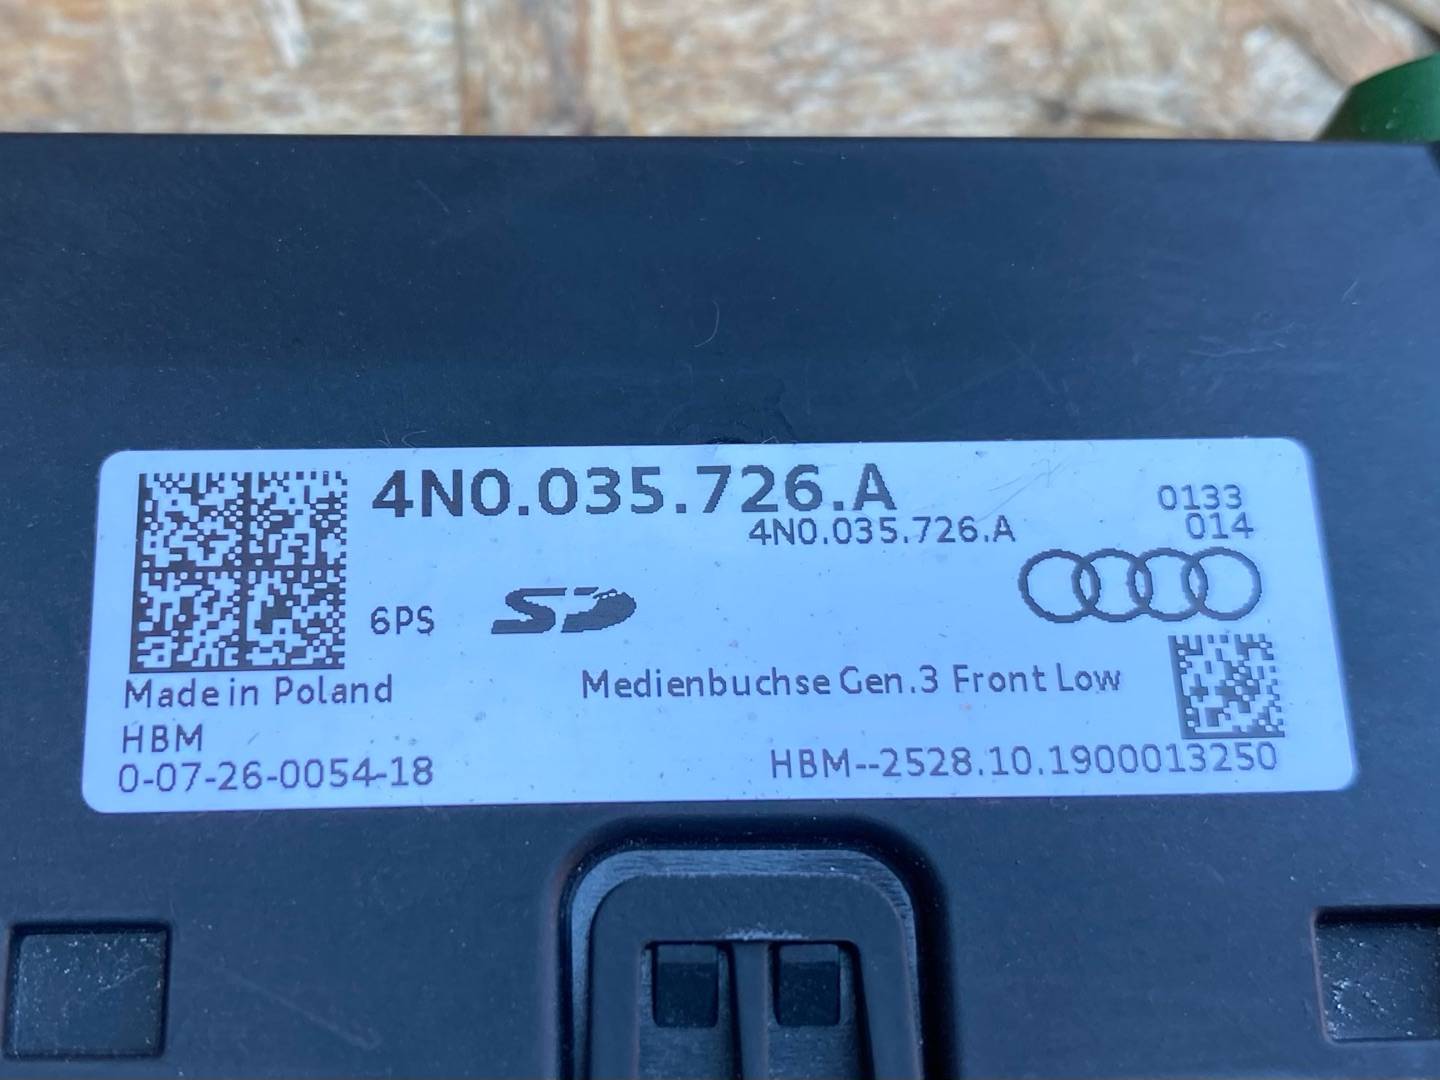 4N0.035.726.A
4N0.035.726.A
0133
014
6PS
SD
Medienbuchse Gen.3 Front Low
Made in Poland
HBM
0-07-26-0054-18
HBM--2528.10.1900013250